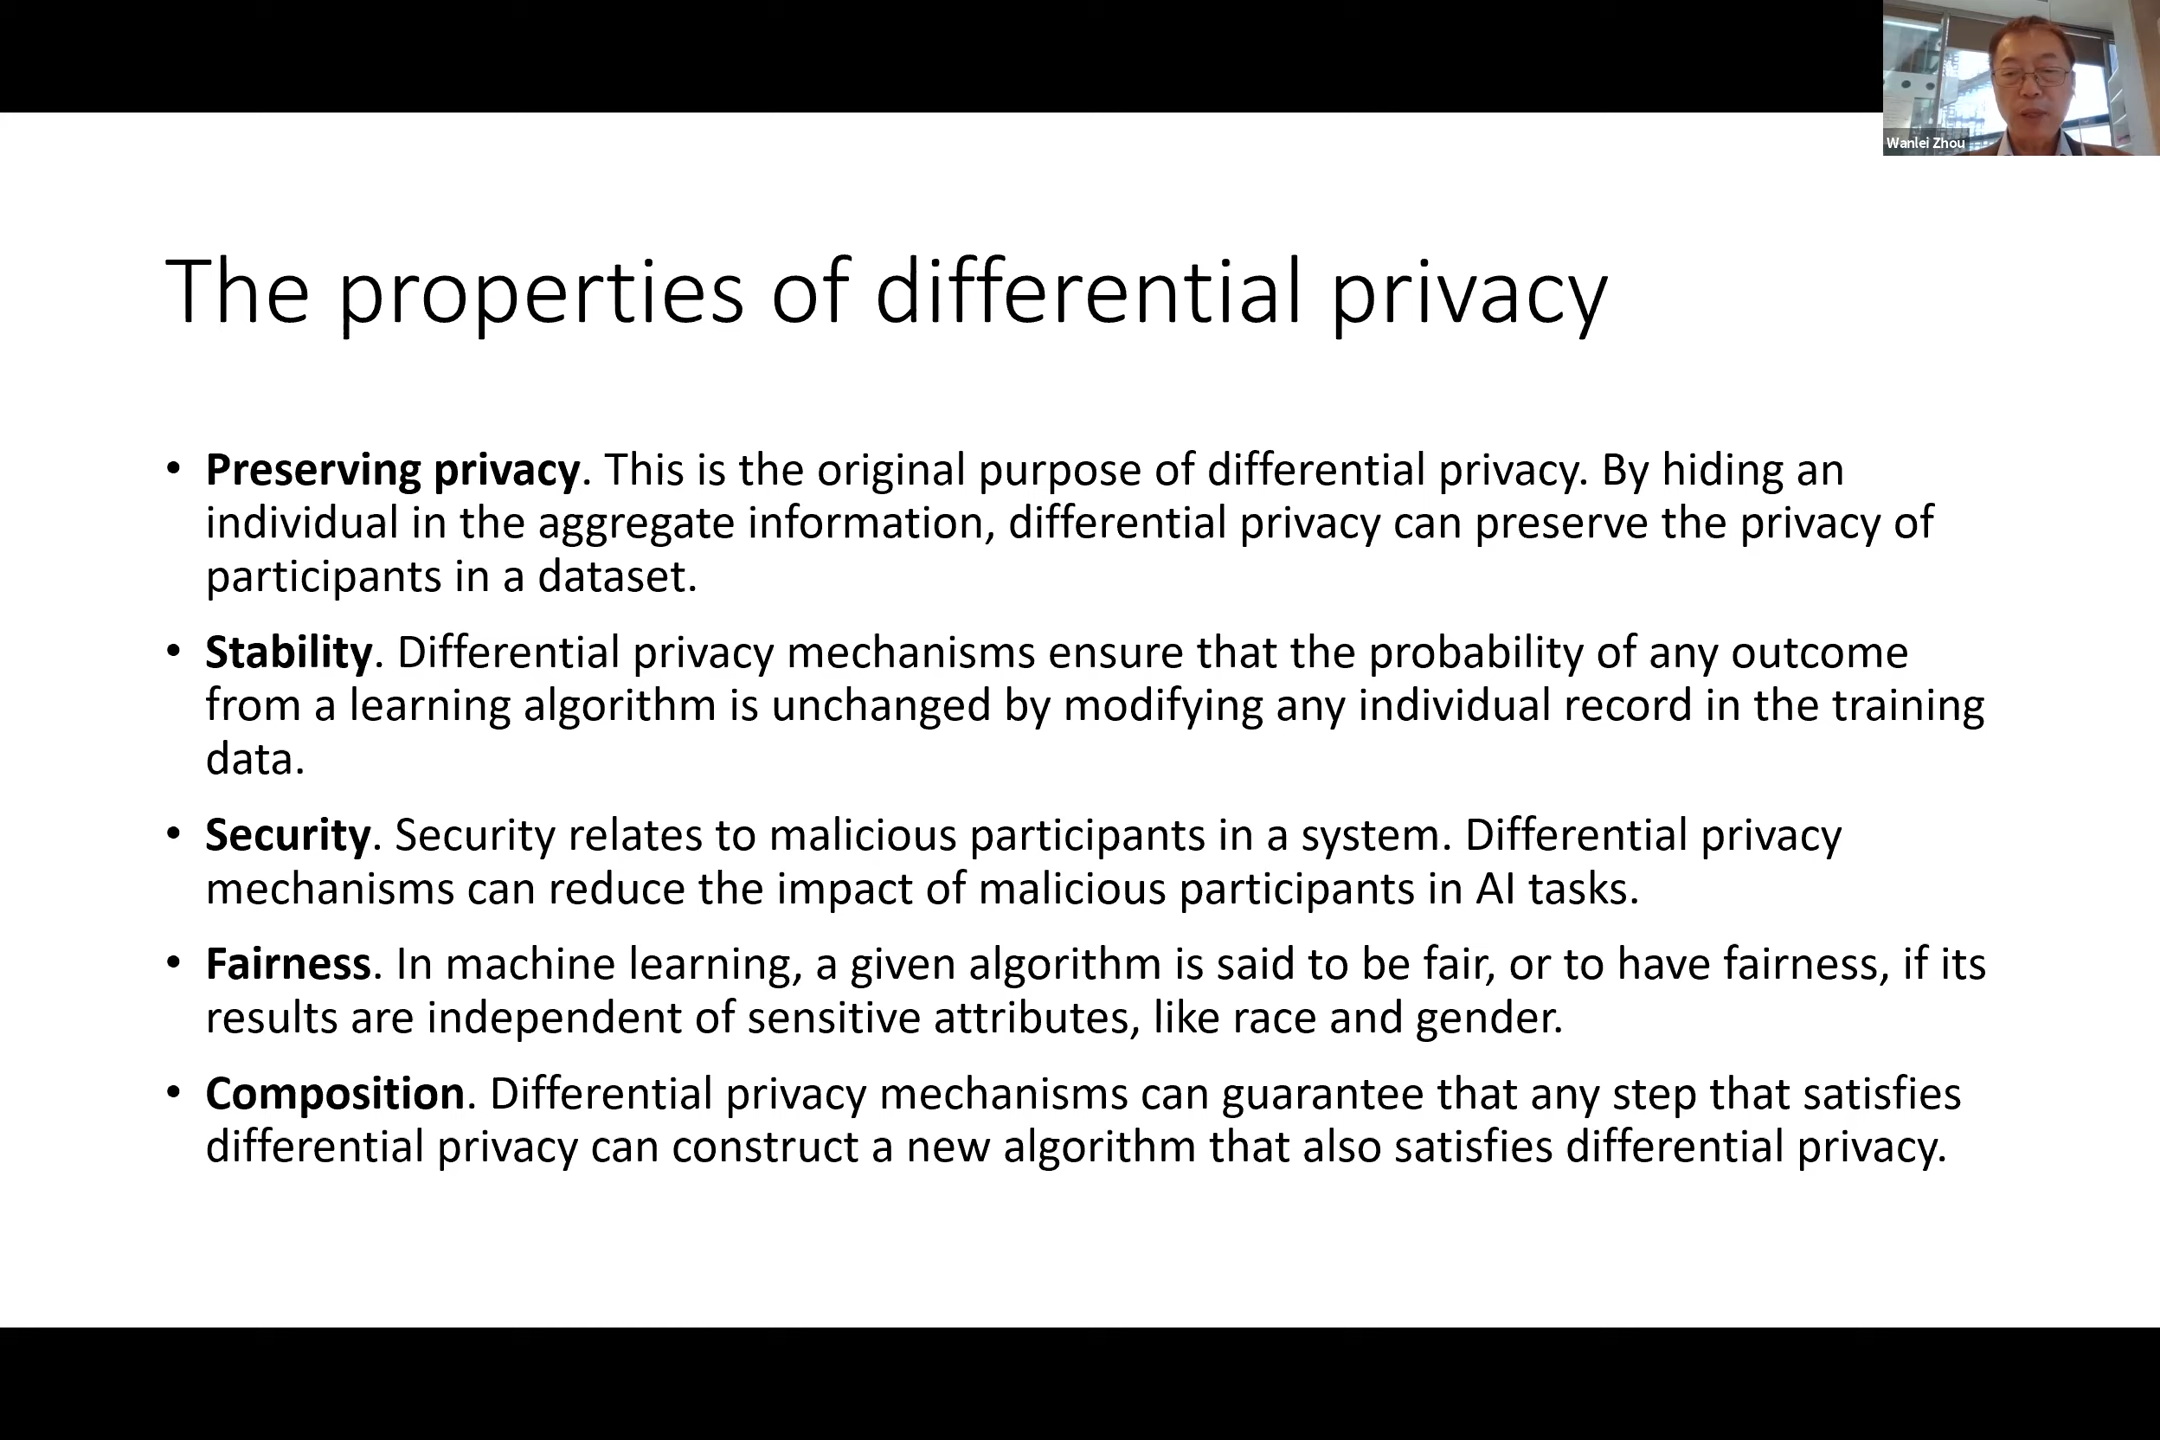 Wanlei Zhou
The properties of differential privacy
• Preserving privacy. This is the original purpose of differential privacy. By hiding an
individual in the aggregate information, differential privacy can preserve the privacy of
participants in a dataset.
• Stability. Differential privacy mechanisms ensure that the probability of any outcome
from a learning algorithm is unchanged by modifying any individual record in the training
data.
• Security. Security relates to malicious participants in a system. Differential privacy
mechanisms can reduce the impact of malicious participants in AI tasks.
• Fairness. In machine learning, a given algorithm is said to be fair, or to have fairness, if its
results are independent of sensitive attributes, like race and gender.
• Composition. Differential privacy mechanisms can guarantee that any step that satisfies
differential privacy can construct a new algorithm that also satisfies differential privacy.